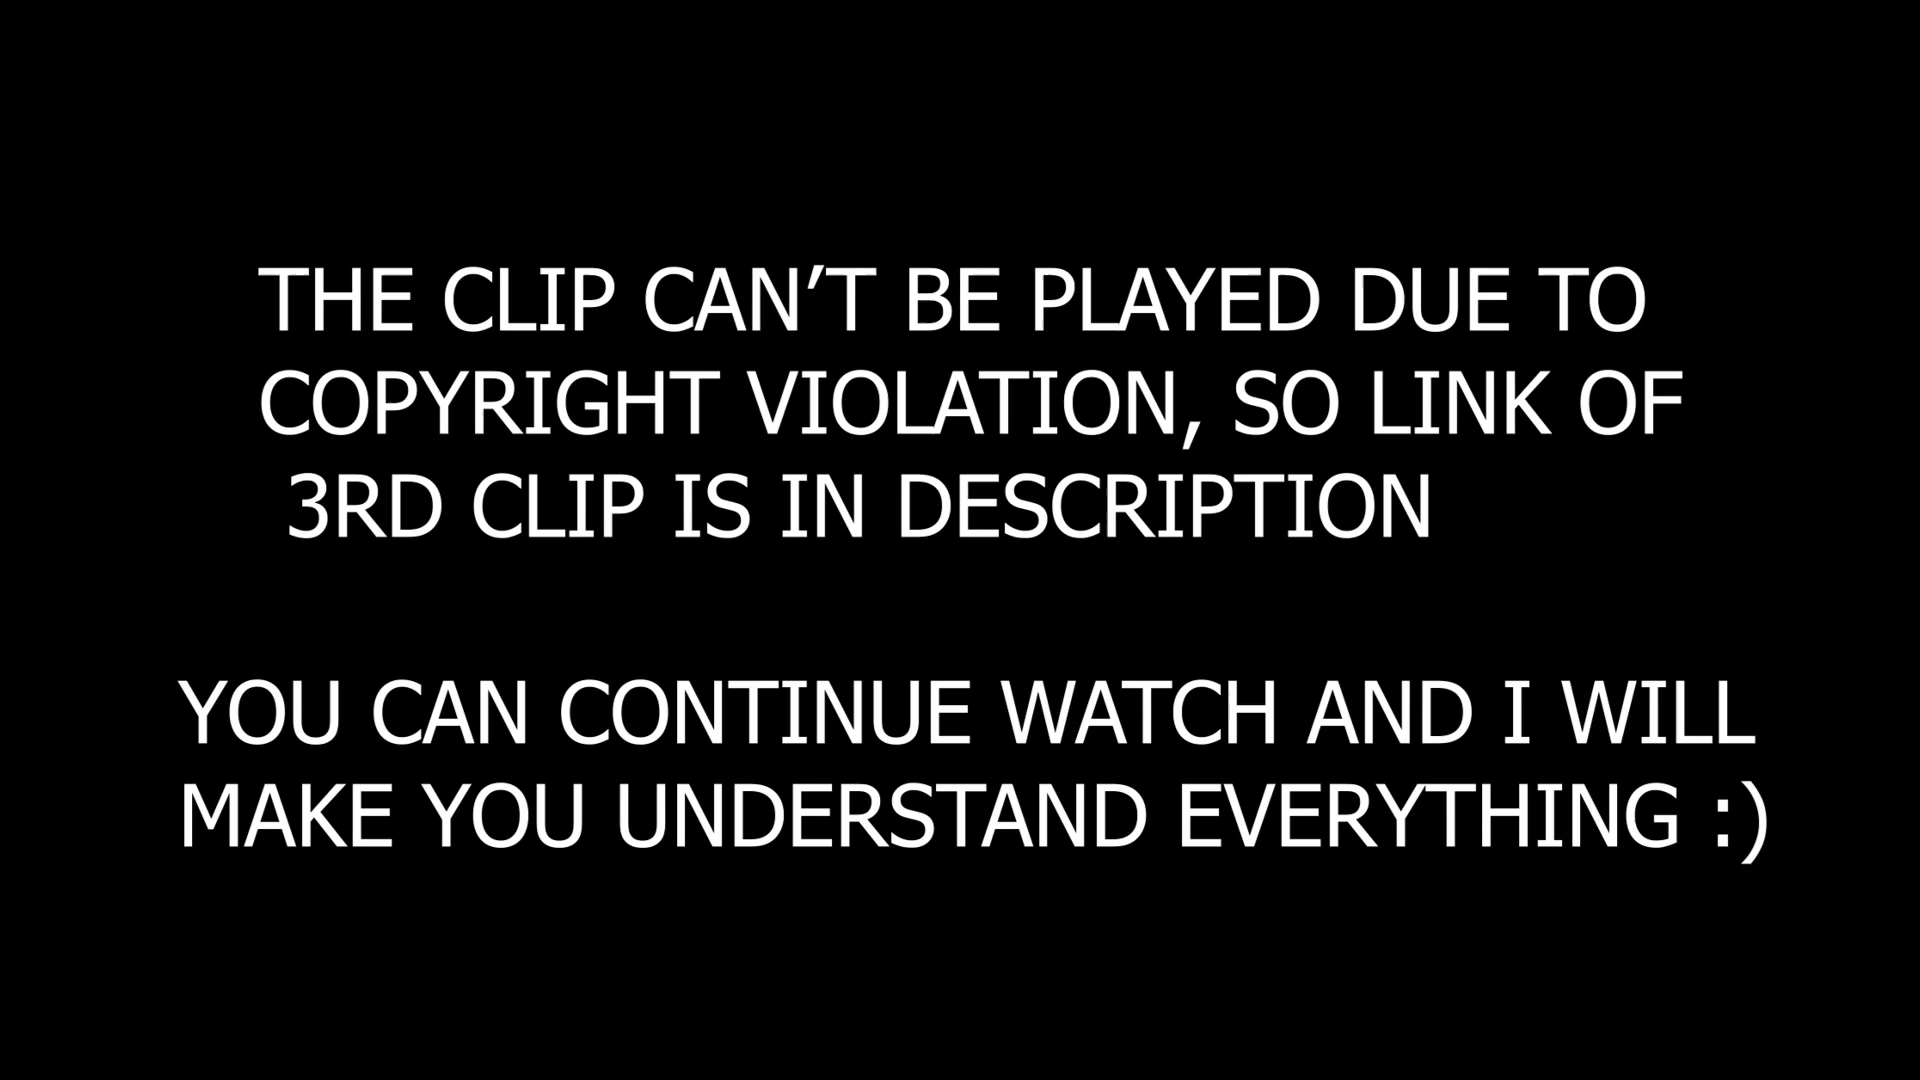 THE CLIP CAN’T BE PLAYED DUE TO
COPYRIGHT VIOLATION, SO LINK OF
3RD CLIP IS IN DESCRIPTION
YOU CAN CONTINUE WATCH AND I WILL
MAKE YOU UNDERSTAND EVERYTHING :)